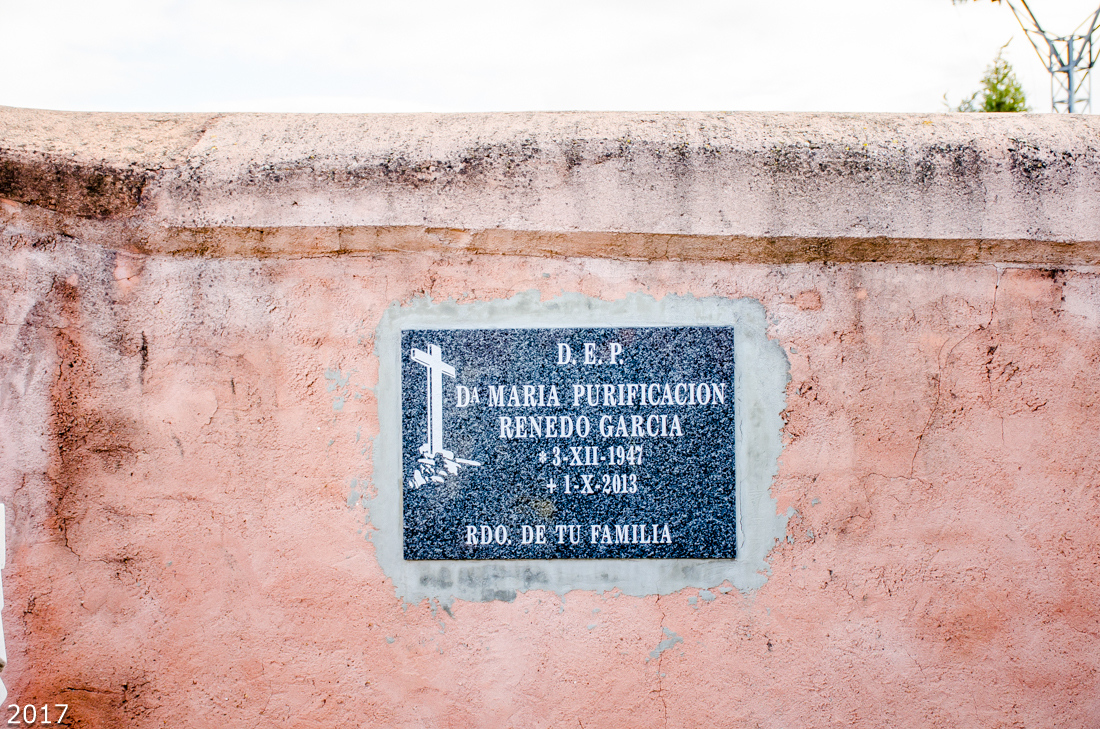 D. E. P.
Dª MARIA PURIFICACION
RENEDO GARCIA
* 3-XII-1947
+ 1-X-2013
RDO. DE TU FAMILIA
2017